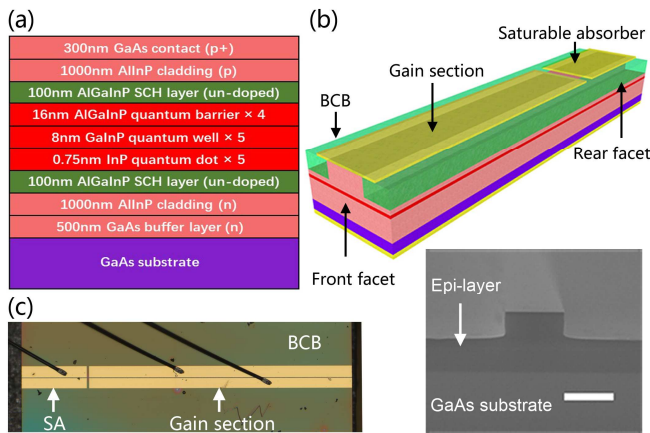 (a)
300nm GaAs contact (p+)
1000nm AlInP cladding (p)
100nm AlGaInP SCH layer (un-doped)
16nm AlGaInP quantum barrier × 4
8nm GaInP quantum well × 5
0.75nm InP quantum dot × 5
100nm AlGaInP SCH layer (un-doped)
1000nm AlInP cladding (n)
500nm GaAs buffer layer (n)
GaAs substrate
(b)
Saturable absorber
Gain section
BCB
Rear facet
Front facet
(c)
BCB
SA
Gain section
Epi-layer
GaAs substrate